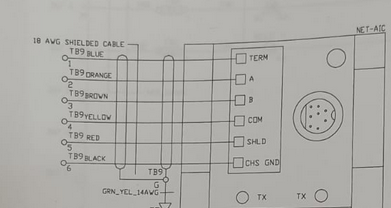 NET-AIC
18 AWG SHIELDED CABLE
TB9 BLUE
1
TERM
TB9 ORANGE
2
A
TB9 BROWN
3
B
TB9 YELLOW
4
COM
TB9 RED
5
SHLD
TB9 BLACK
6
CHS GND
TB9
G
GRN_YEL_14AWG
TX
TX